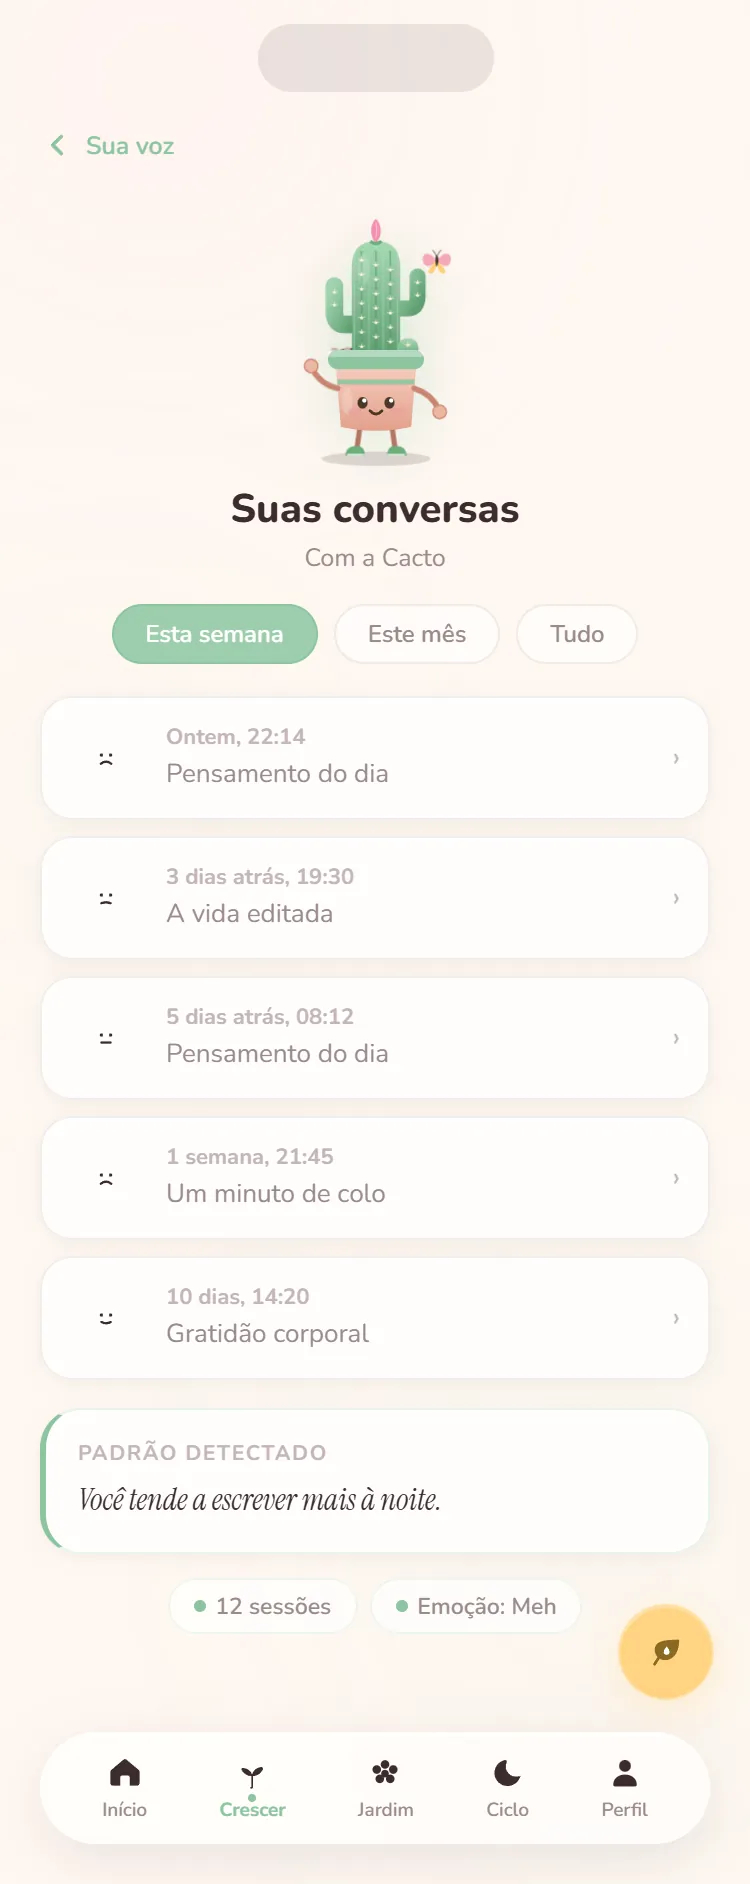 Sua voz
Suas conversas
Com a Cacto
Esta semana
Este mês
Tudo
Ontem, 22:14
Pensamento do dia
3 dias atrás, 19:30
A vida editada
5 dias atrás, 08:12
Pensamento do dia
1 semana, 21:45
Um minuto de colo
10 dias, 14:20
Gratidão corporal
PADRÃO DETECTADO
Você tende a escrever mais à noite.
12 sessões
Emoção: Meh
Início
Crescer
Jardim
Ciclo
Perfil